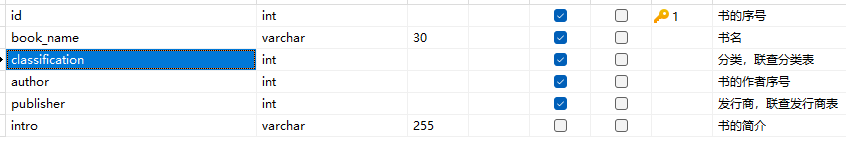 id int 1 书的序号
book_name varchar 30 书名
classification int 分类，联查分类表
author int 书的作者序号
publisher int 发行商，联查发行商表
intro varchar 255 书的简介